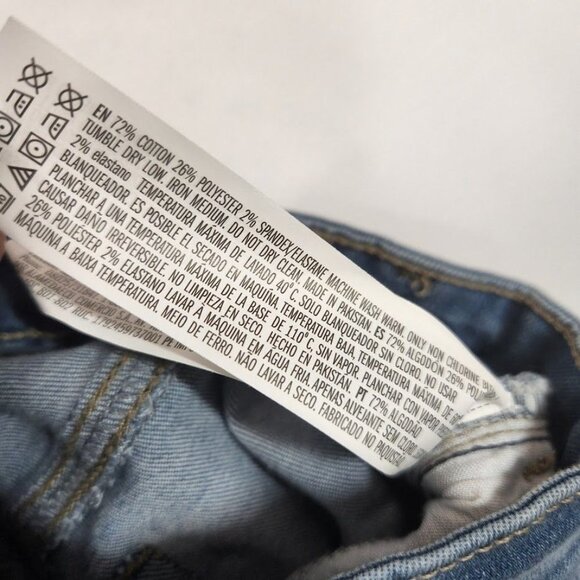 EN 72% COTTON 26% POLYESTER 2% SPANDEX/ELASTANE MACHINE WASH WARM. ONLY NON CHLORINE
TUMBLE DRY LOW. IRON MEDIUM. DO NOT DRY CLEAN. MADE IN PAKISTAN. ES 72% ALGODÓN 26%
2% elastano TEMPERATURA MÁXIMA DE LAVADO 40°C. SOLO BLANQUEADOR SIN CLORO. NO USAR
BLANQUEADOR. ES POSIBLE EL SECADO EN MAQUINA, TEMPERATURA BAJA. TEMPERATURA MÁXIMA DE
PLANCHAR A UNA TEMPERATURA MÁXIMA DE LA BASE DE 110°C, SIN VAPOR. PLANCHAR CON VAPOR
CAUSAR DAÑO IRREVERSIBLE. NO LIMPIEZA EN SECO. HECHO EN PAKISTAN. PT 72% ALGODÃO
26% POLIÉSTER 2% ELASTANO LAVAR A MÁQUINA EM ÁGUA FRIA. APENAS ALVEJANTE SEM
MÁQUINA A BAIXA TEMPERATURA. MEIO DE FERRO. NÃO LAVAR A SECO. FABRICADO NO PAQUISTÃO